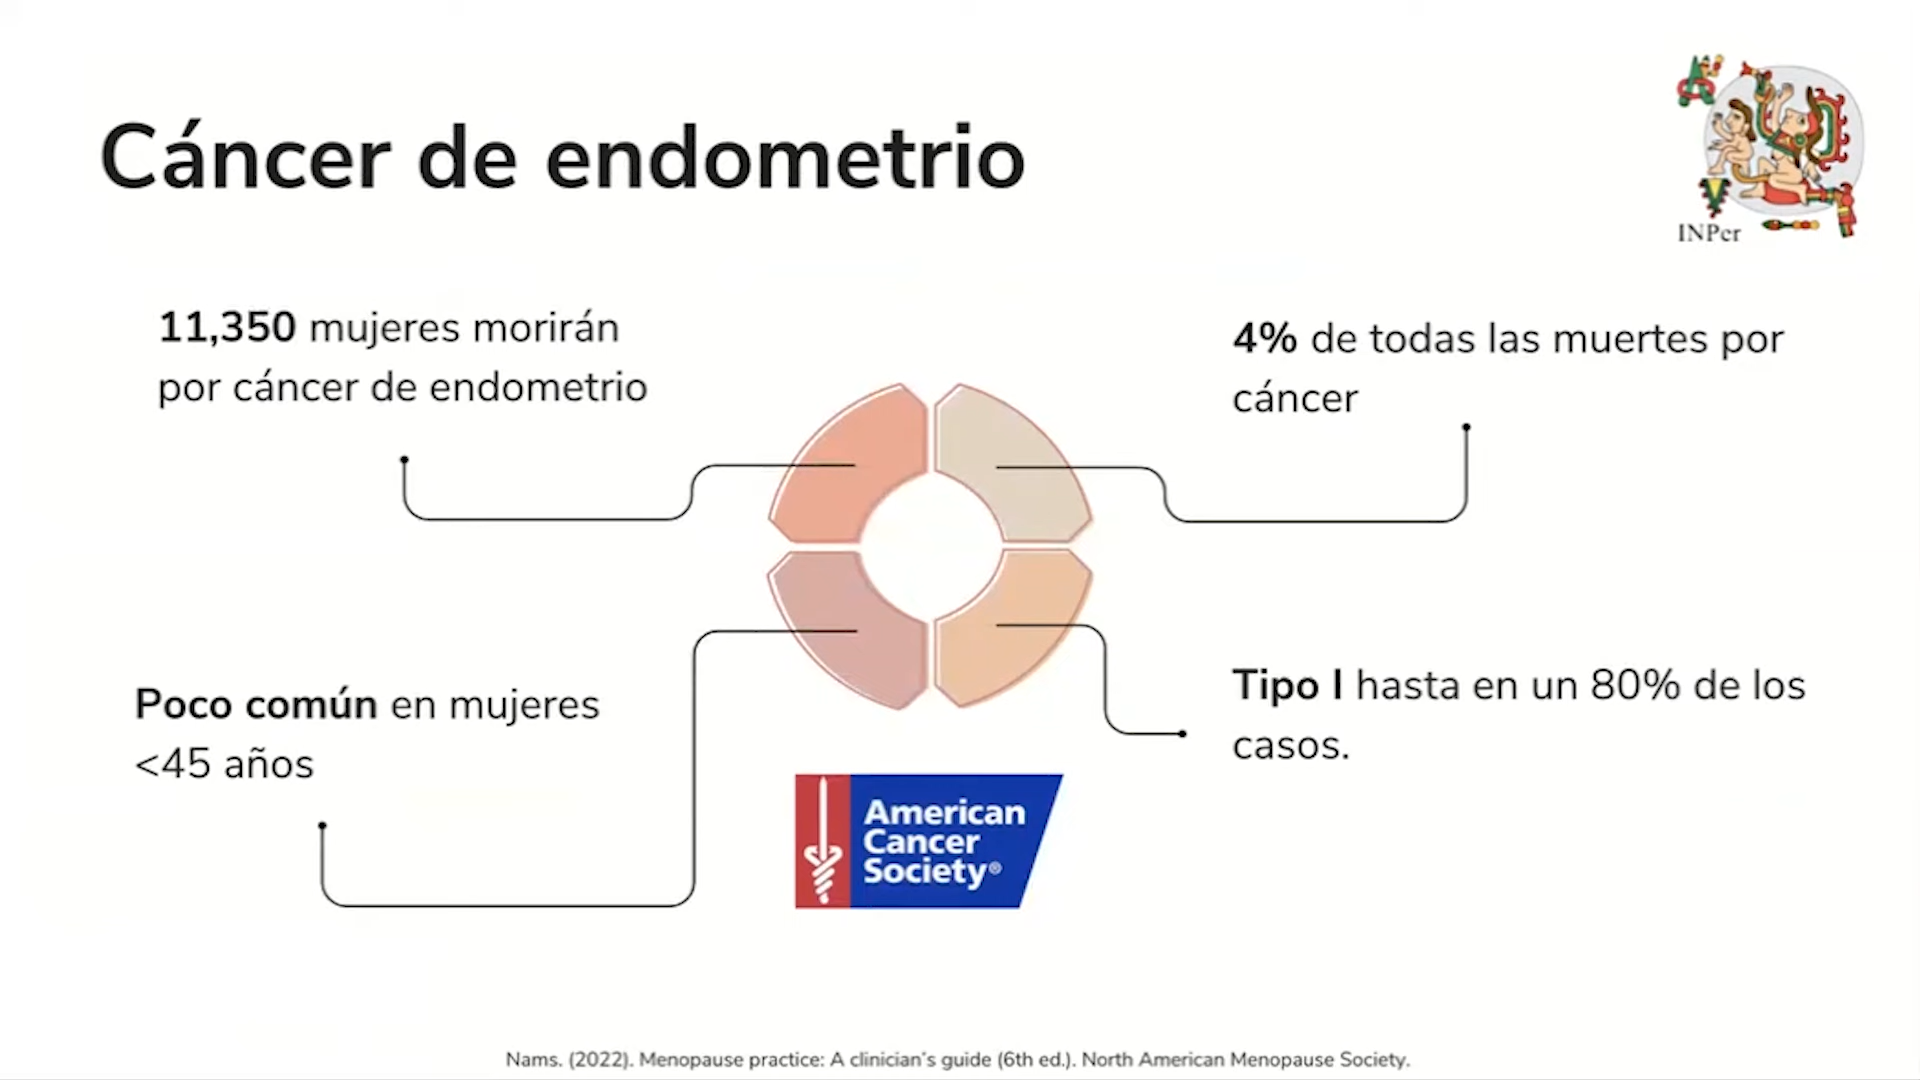 Cáncer de endometrio
INPer
11,350 mujeres morirán
por cáncer de endometrio
4% de todas las muertes por
cáncer
Poco común en mujeres
<45 años
Tipo I hasta en un 80% de los
casos.
American
Cancer
Society®
Nams. (2022). Menopause practice: A clinician's guide (6th ed.). North American Menopause Society.